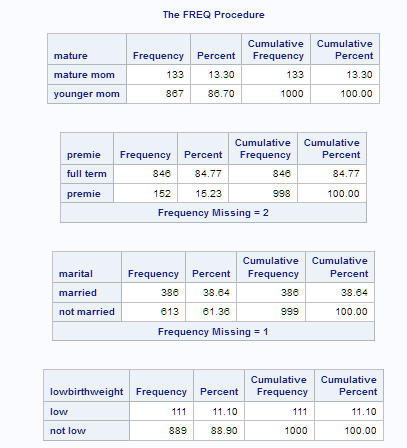 The FREQ Procedure
mature Frequency Percent Cumulative Frequency Cumulative Percent
mature mom 133 13.30 133 13.30
younger mom 867 86.70 1000 100.00
premie Frequency Percent Cumulative Frequency Cumulative Percent
full term 846 84.77 846 84.77
premie 152 15.23 998 100.00
Frequency Missing = 2
marital Frequency Percent Cumulative Frequency Cumulative Percent
married 386 38.64 386 38.64
not married 613 61.36 999 100.00
Frequency Missing = 1
lowbirthweight Frequency Percent Cumulative Frequency Cumulative Percent
low 111 11.10 111 11.10
not low 889 88.90 1000 100.00